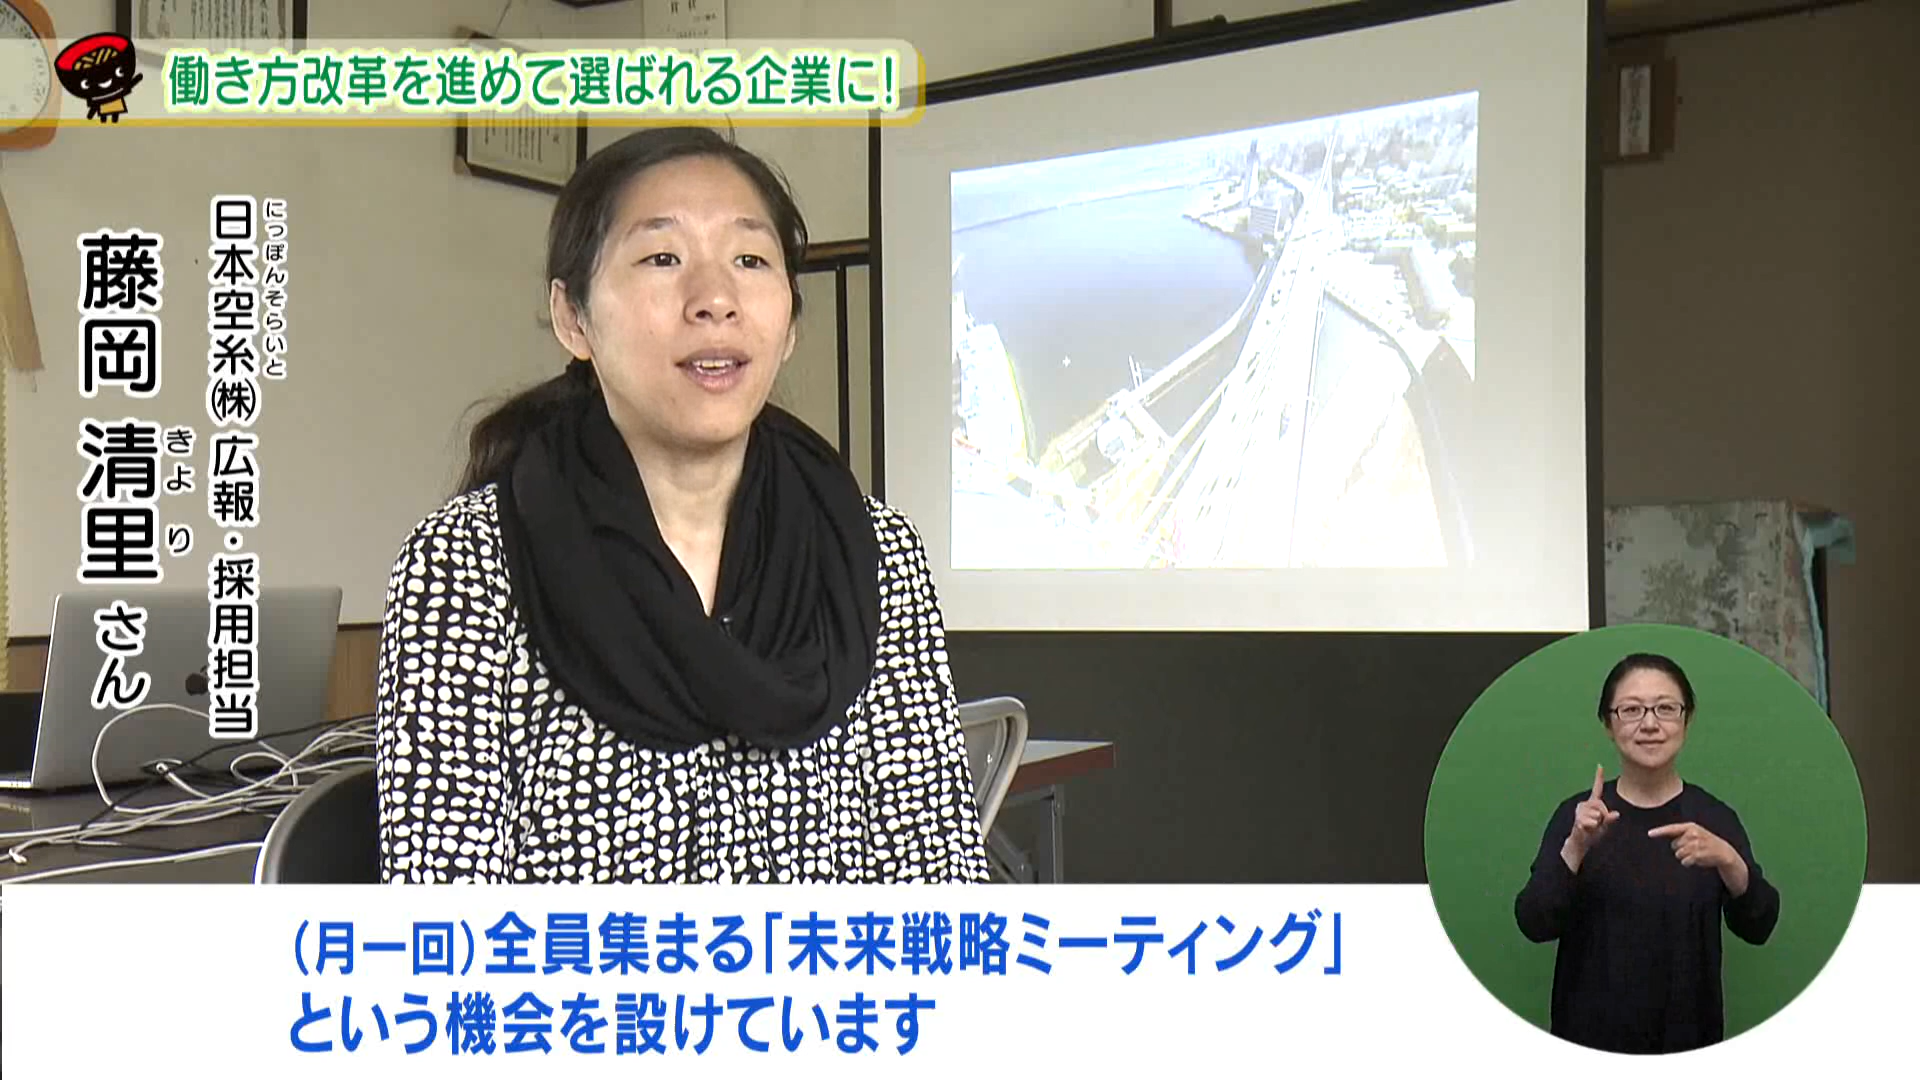 働き方改革を進めて選ばれる企業に！
にっぽんそらいと
日本空糸㈱ 広報・採用担当
きより
藤岡 清里 さん
（月一回）全員集まる「未来戦略ミーティング」
という機会を設けています